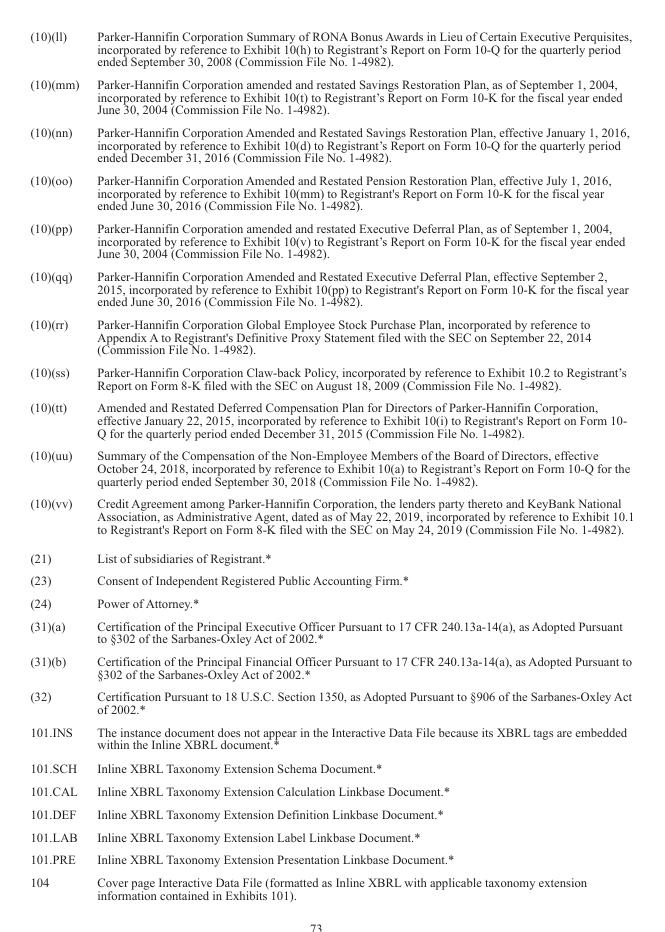 (10)(ll) Parker-Hannifin Corporation Summary of RONA Bonus Awards in Lieu of Certain Executive Perquisites,
incorporated by reference to Exhibit 10(h) to Registrant’s Report on Form 10-Q for the quarterly period
ended September 30, 2008 (Commission File No. 1-4982).
(10)(mm) Parker-Hannifin Corporation amended and restated Savings Restoration Plan, as of September 1, 2004,
incorporated by reference to Exhibit 10(t) to Registrant’s Report on Form 10-K for the fiscal year ended
June 30, 2004 (Commission File No. 1-4982).
(10)(nn) Parker-Hannifin Corporation Amended and Restated Savings Restoration Plan, effective January 1, 2016,
incorporated by reference to Exhibit 10(d) to Registrant’s Report on Form 10-Q for the quarterly period
ended December 31, 2016 (Commission File No. 1-4982).
(10)(oo) Parker-Hannifin Corporation Amended and Restated Pension Restoration Plan, effective July 1, 2016,
incorporated by reference to Exhibit 10(mm) to Registrant's Report on Form 10-K for the fiscal year
ended June 30, 2016 (Commission File No. 1-4982).
(10)(pp) Parker-Hannifin Corporation amended and restated Executive Deferral Plan, as of September 1, 2004,
incorporated by reference to Exhibit 10(v) to Registrant’s Report on Form 10-K for the fiscal year ended
June 30, 2004 (Commission File No. 1-4982).
(10)(qq) Parker-Hannifin Corporation Amended and Restated Executive Deferral Plan, effective September 2,
2015, incorporated by reference to Exhibit 10(pp) to Registrant's Report on Form 10-K for the fiscal year
ended June 30, 2016 (Commission File No. 1-4982).
(10)(rr) Parker-Hannifin Corporation Global Employee Stock Purchase Plan, incorporated by reference to
Appendix A to Registrant's Definitive Proxy Statement filed with the SEC on September 22, 2014
(Commission File No. 1-4982).
(10)(ss) Parker-Hannifin Corporation Claw-back Policy, incorporated by reference to Exhibit 10.2 to Registrant’s
Report on Form 8-K filed with the SEC on August 18, 2009 (Commission File No. 1-4982).
(10)(tt) Amended and Restated Deferred Compensation Plan for Directors of Parker-Hannifin Corporation,
effective January 22, 2015, incorporated by reference to Exhibit 10(i) to Registrant's Report on Form 10-
Q for the quarterly period ended December 31, 2015 (Commission File No. 1-4982).
(10)(uu) Summary of the Compensation of the Non-Employee Members of the Board of Directors, effective
October 24, 2018, incorporated by reference to Exhibit 10(a) to Registrant’s Report on Form 10-Q for the
quarterly period ended September 30, 2018 (Commission File No. 1-4982).
(10)(vv) Credit Agreement among Parker-Hannifin Corporation, the lenders party thereto and KeyBank National
Association, as Administrative Agent, dated as of May 22, 2019, incorporated by reference to Exhibit 10.1
to Registrant's Report on Form 8-K filed with the SEC on May 24, 2019 (Commission File No. 1-4982).
(21) List of subsidiaries of Registrant.*
(23) Consent of Independent Registered Public Accounting Firm.*
(24) Power of Attorney.*
(31)(a) Certification of the Principal Executive Officer Pursuant to 17 CFR 240.13a-14(a), as Adopted Pursuant
to §302 of the Sarbanes-Oxley Act of 2002.*
(31)(b) Certification of the Principal Financial Officer Pursuant to 17 CFR 240.13a-14(a), as Adopted Pursuant to
§302 of the Sarbanes-Oxley Act of 2002.*
(32) Certification Pursuant to 18 U.S.C. Section 1350, as Adopted Pursuant to §906 of the Sarbanes-Oxley Act
of 2002.*
101.INS The instance document does not appear in the Interactive Data File because its XBRL tags are embedded
within the Inline XBRL document.*
101.SCH Inline XBRL Taxonomy Extension Schema Document.*
101.CAL Inline XBRL Taxonomy Extension Calculation Linkbase Document.*
101.DEF Inline XBRL Taxonomy Extension Definition Linkbase Document.*
101.LAB Inline XBRL Taxonomy Extension Label Linkbase Document.*
101.PRE Inline XBRL Taxonomy Extension Presentation Linkbase Document.*
104 Cover page Interactive Data File (formatted as Inline XBRL with applicable taxonomy extension
information contained in Exhibits 101).
73